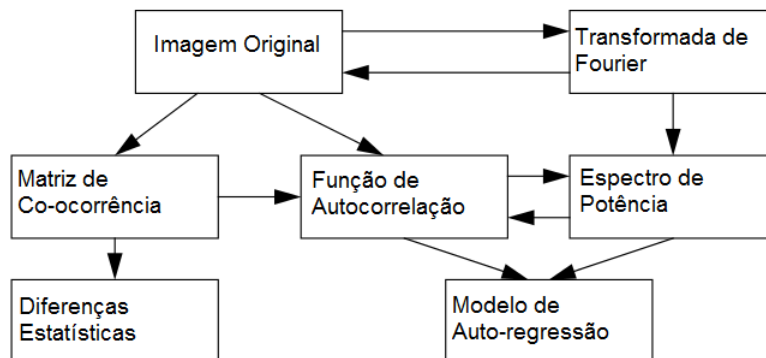 Imagem Original
Transformada de
Fourier
Matriz de
Co-ocorrência
Função de
Autocorrelação
Espectro de
Potência
Diferenças
Estatísticas
Modelo de
Auto-regressão